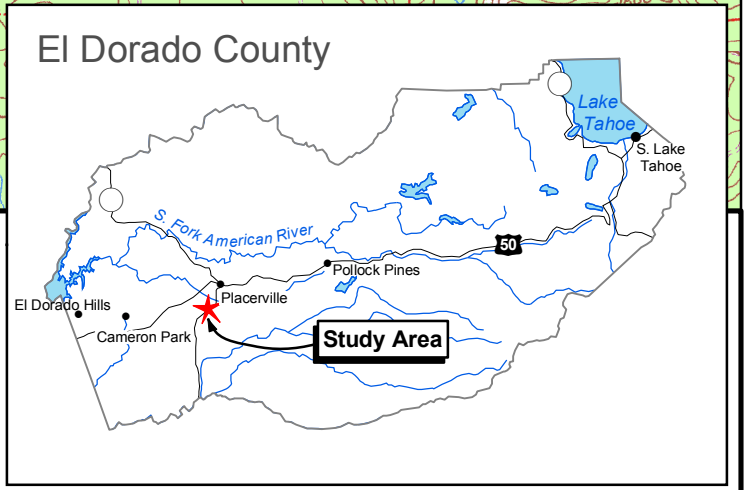 El Dorado County
Lake
Tahoe
S. Lake
Tahoe
S. Fork American River
50
Pollock Pines
Placerville
El Dorado Hills
Cameron Park
Study Area